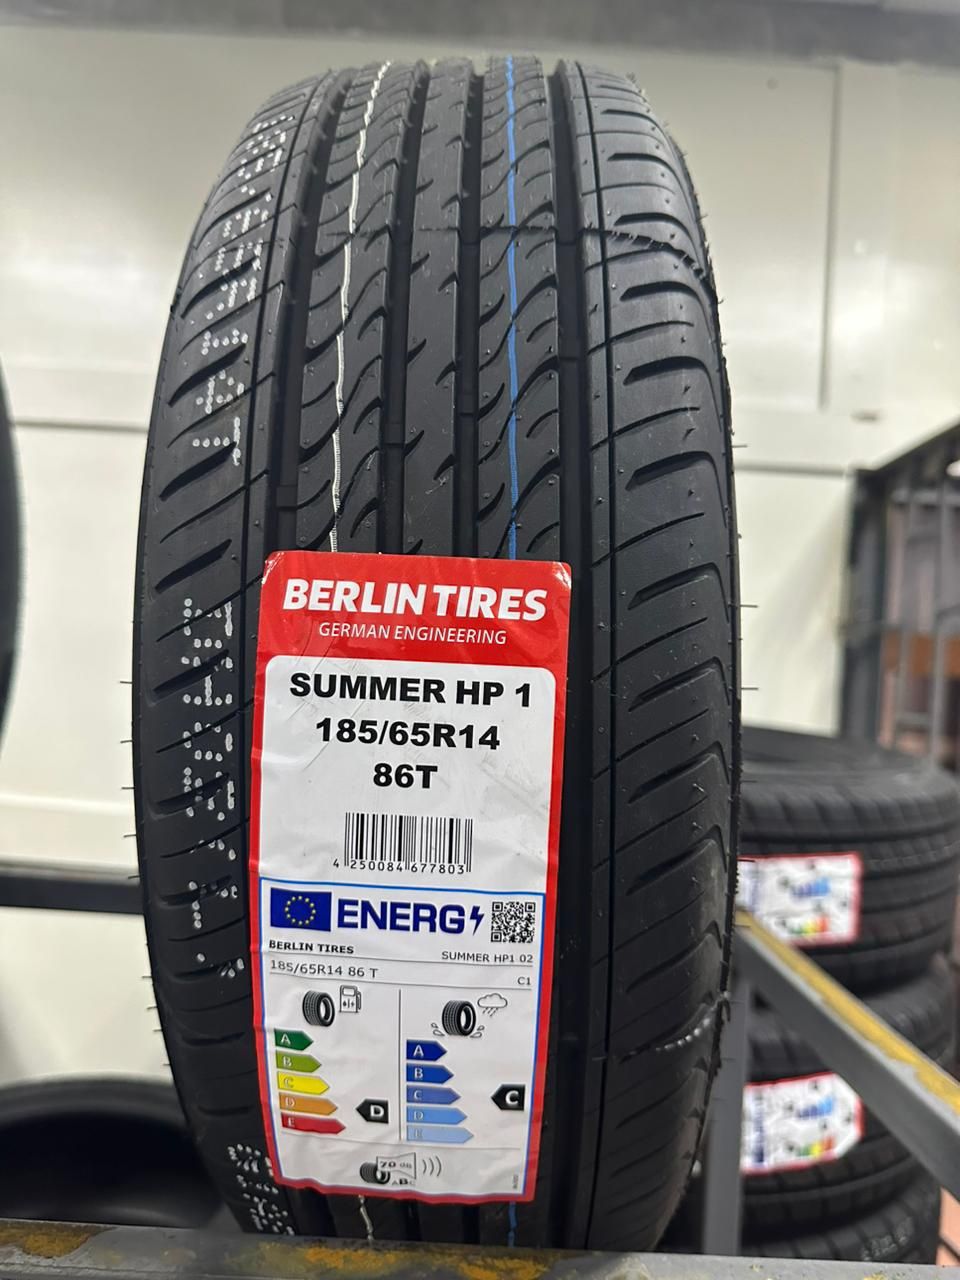 BERLIN TIRES
GERMAN ENGINEERING
SUMMER HP 1
185/65R14
86T
4 250084 677803
ENERG
BERLIN TIRES
SUMMER HP1 02
185/65R14 86 T
C1
A
B
C
D
E
D
A
B
C
D
E
C
70 dB
ABC